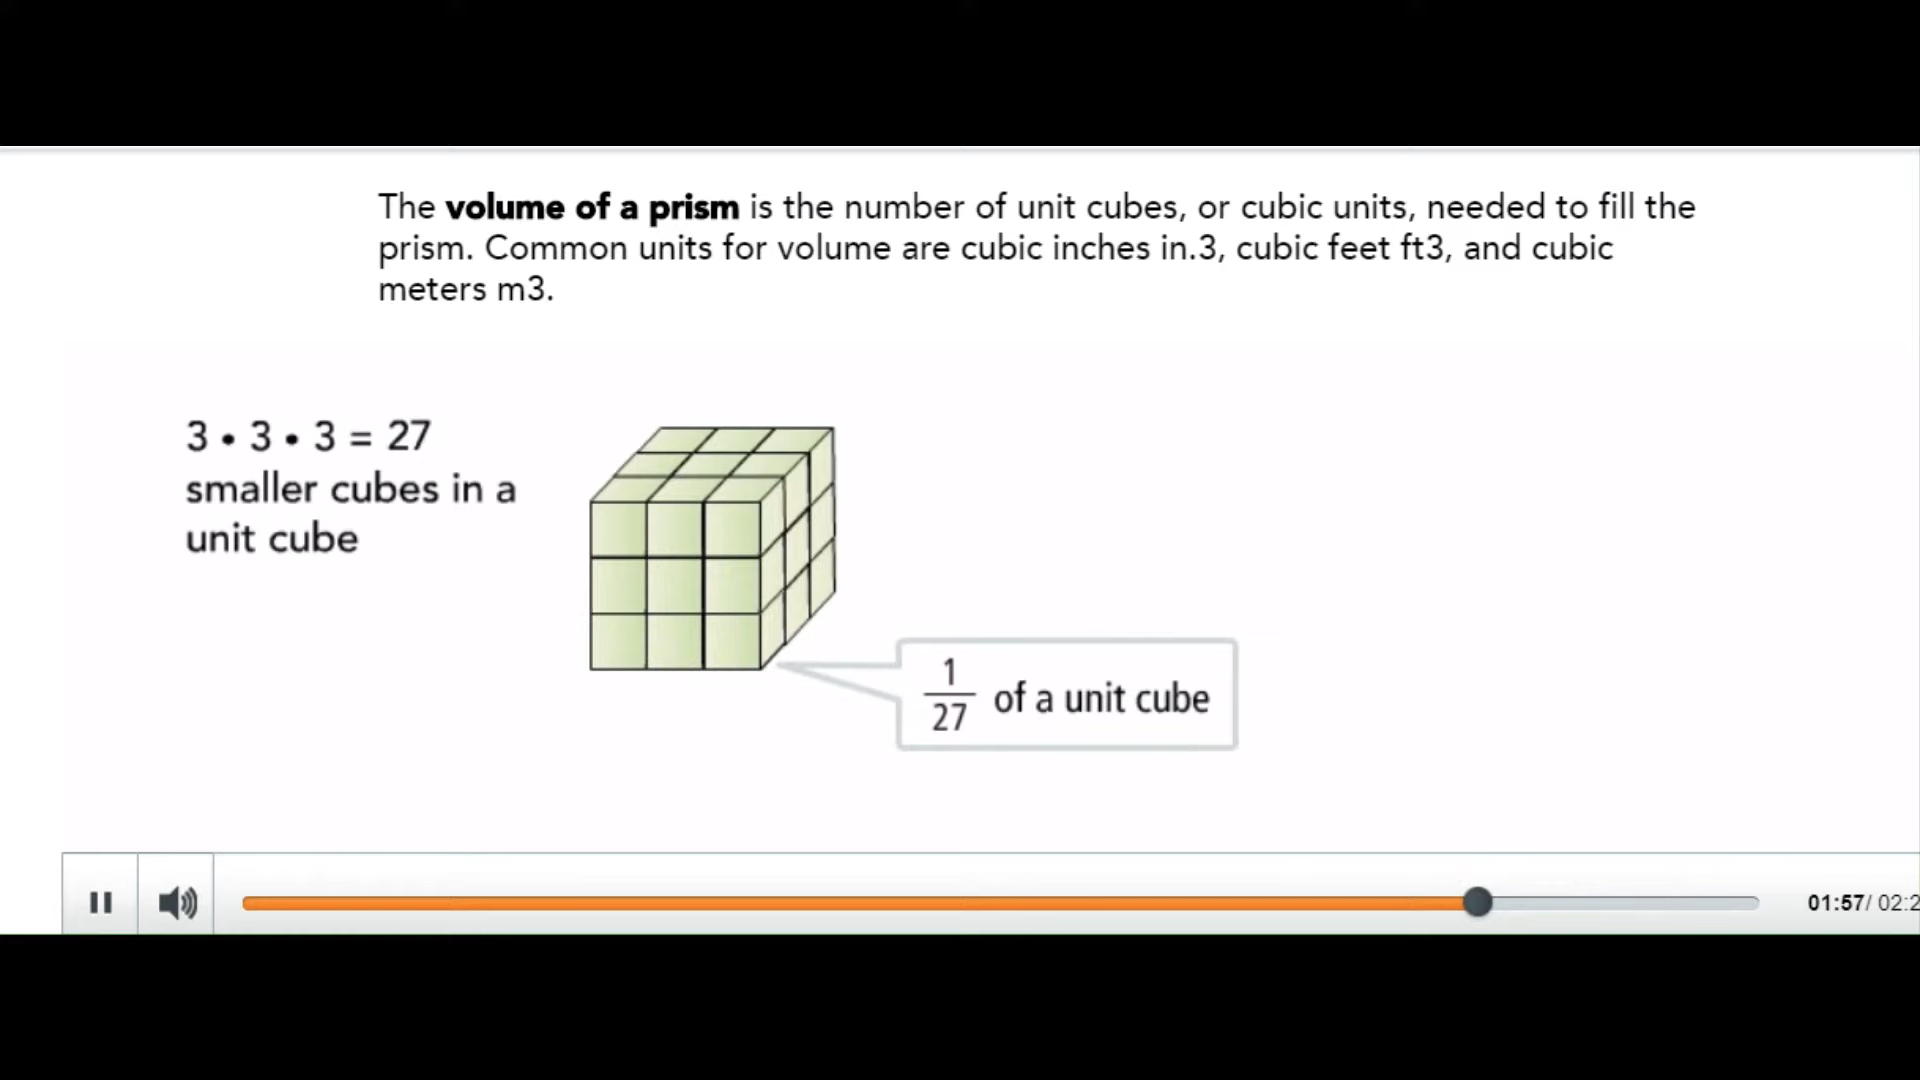 The volume of a prism is the number of unit cubes, or cubic units, needed to fill the
prism. Common units for volume are cubic inches in.3, cubic feet ft3, and cubic
meters m3.
3 • 3 • 3 = 27
smaller cubes in a
unit cube
1
27
of a unit cube
01:57/ 02:2